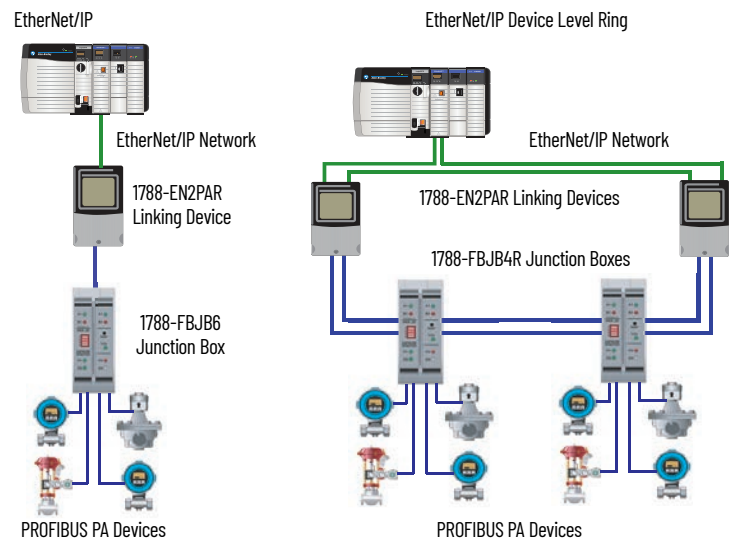 EtherNet/IP
EtherNet/IP Device Level Ring
EtherNet/IP Network
EtherNet/IP Network
1788-EN2PAR
Linking Device
1788-EN2PAR Linking Devices
1788-FBJB4R Junction Boxes
1788-FBJB6
Junction Box
PROFIBUS PA Devices
PROFIBUS PA Devices